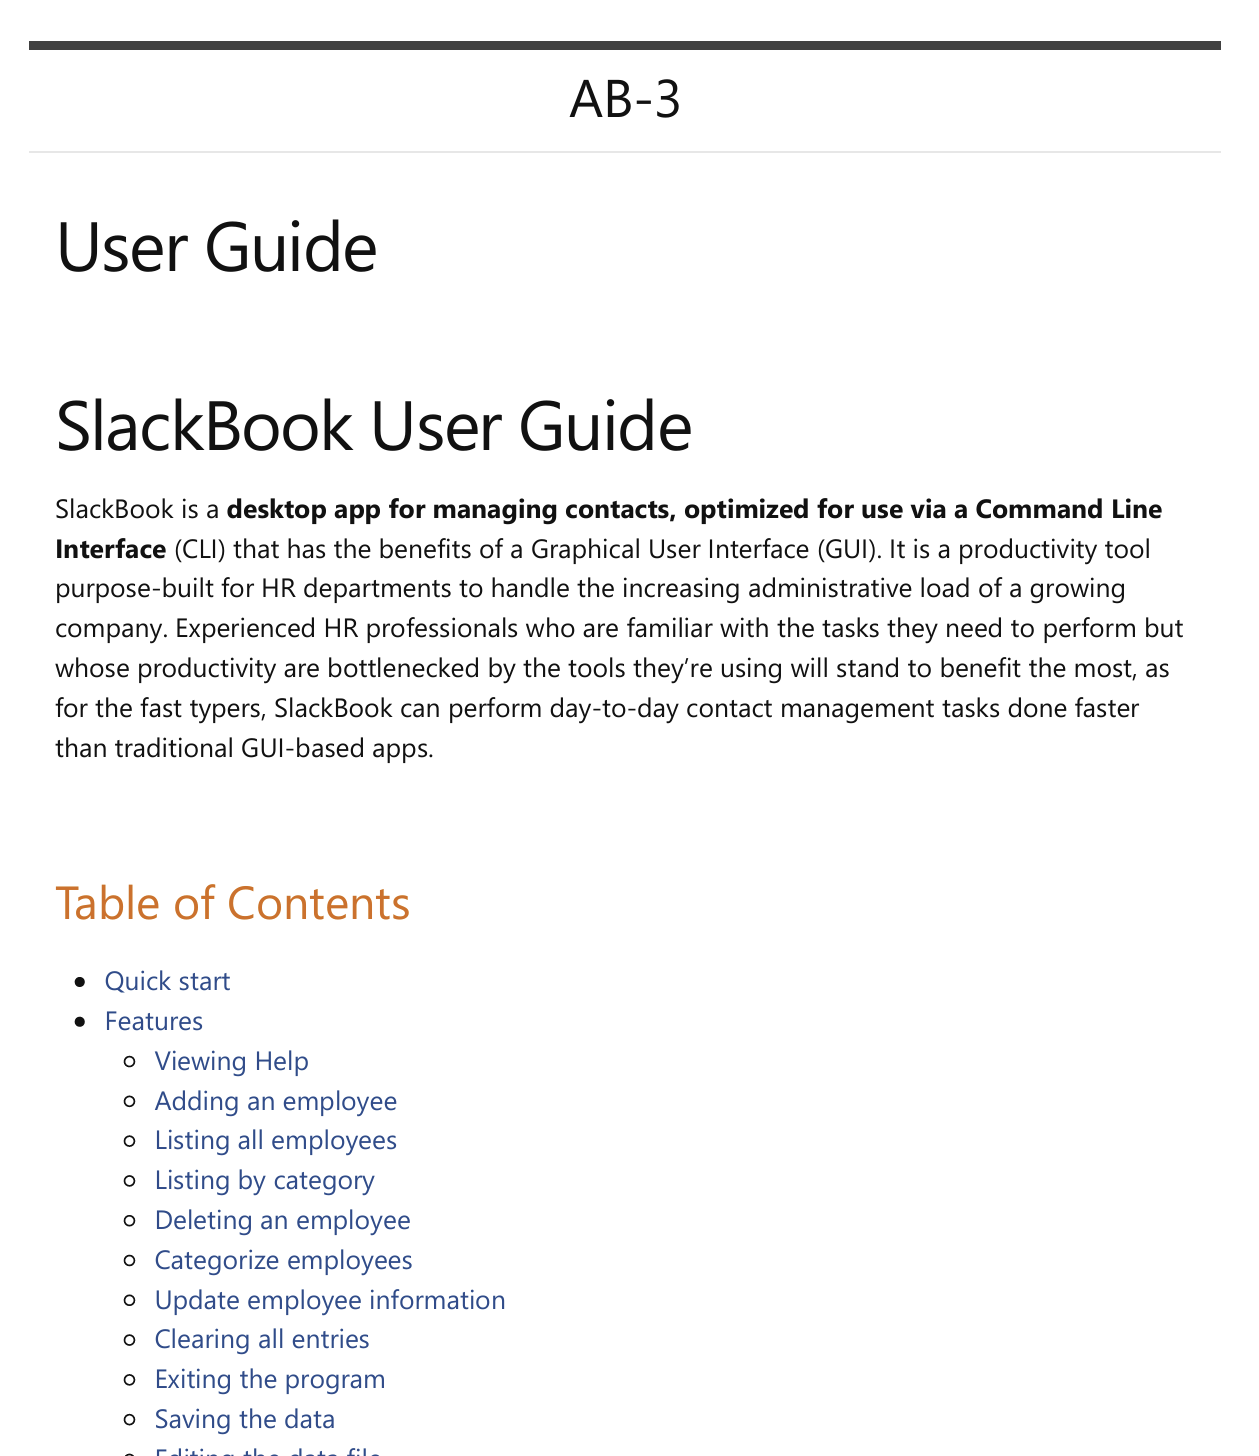 AB-3
User Guide
SlackBook User Guide
SlackBook is a desktop app for managing contacts, optimized for use via a Command Line
Interface (CLI) that has the benefits of a Graphical User Interface (GUI). It is a productivity tool
purpose-built for HR departments to handle the increasing administrative load of a growing
company. Experienced HR professionals who are familiar with the tasks they need to perform but
whose productivity are bottlenecked by the tools they’re using will stand to benefit the most, as
for the fast typers, SlackBook can perform day-to-day contact management tasks done faster
than traditional GUI-based apps.
Table of Contents
Quick start
Features
Viewing Help
Adding an employee
Listing all employees
Listing by category
Deleting an employee
Categorize employees
Update employee information
Clearing all entries
Exiting the program
Saving the data
Editing the data file